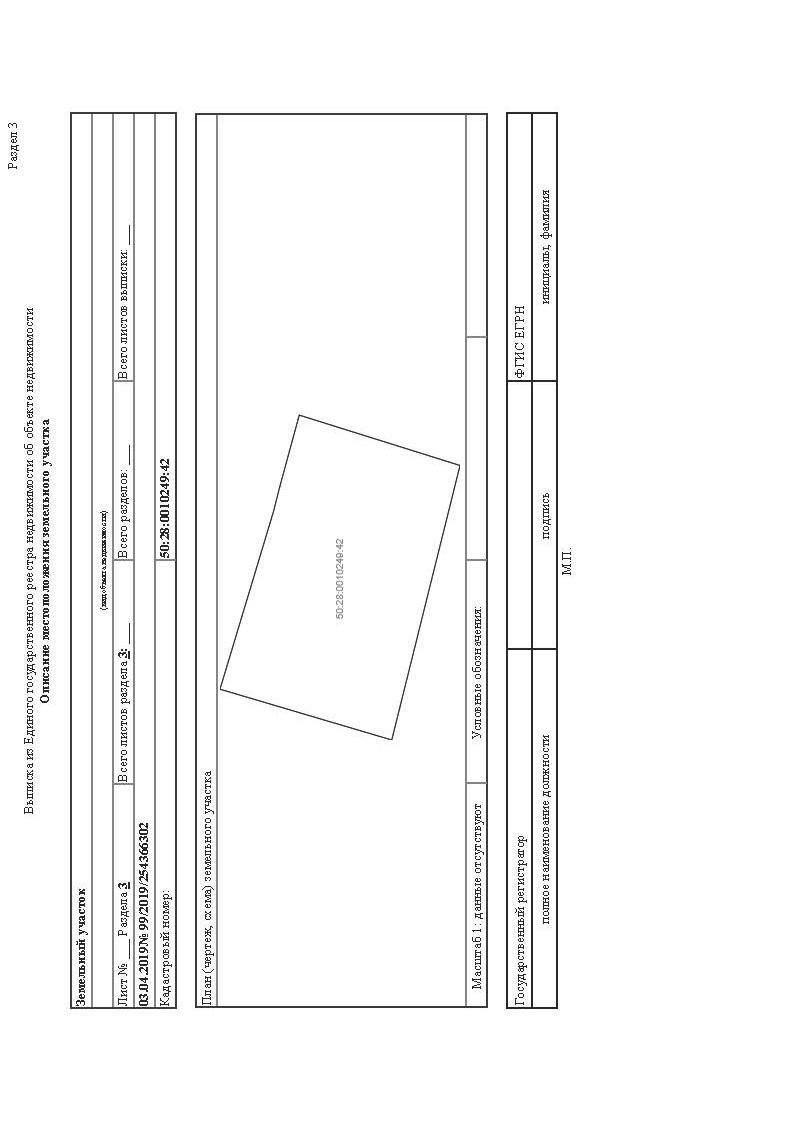 Раздел 3
Выписка из Единого государственного реестра недвижимости об объекте недвижимости
Описание местоположения земельного участка
Земельный участок
(вид объекта недвижимости)
Лист № ___ Раздела 3 Всего листов раздела 3: ___ Всего разделов: ___ Всего листов выписки: ___
03.04.2019 № 99/2019/254366302
Кадастровый номер: 50:28:0010249:42
План (чертеж, схема) земельного участка
50:28:0010249:42
Масштаб 1: данные отсутствуют Условные обозначения:
Государственный регистратор ФГИС ЕГРН
полное наименование должности подпись инициалы, фамилия
М.П.